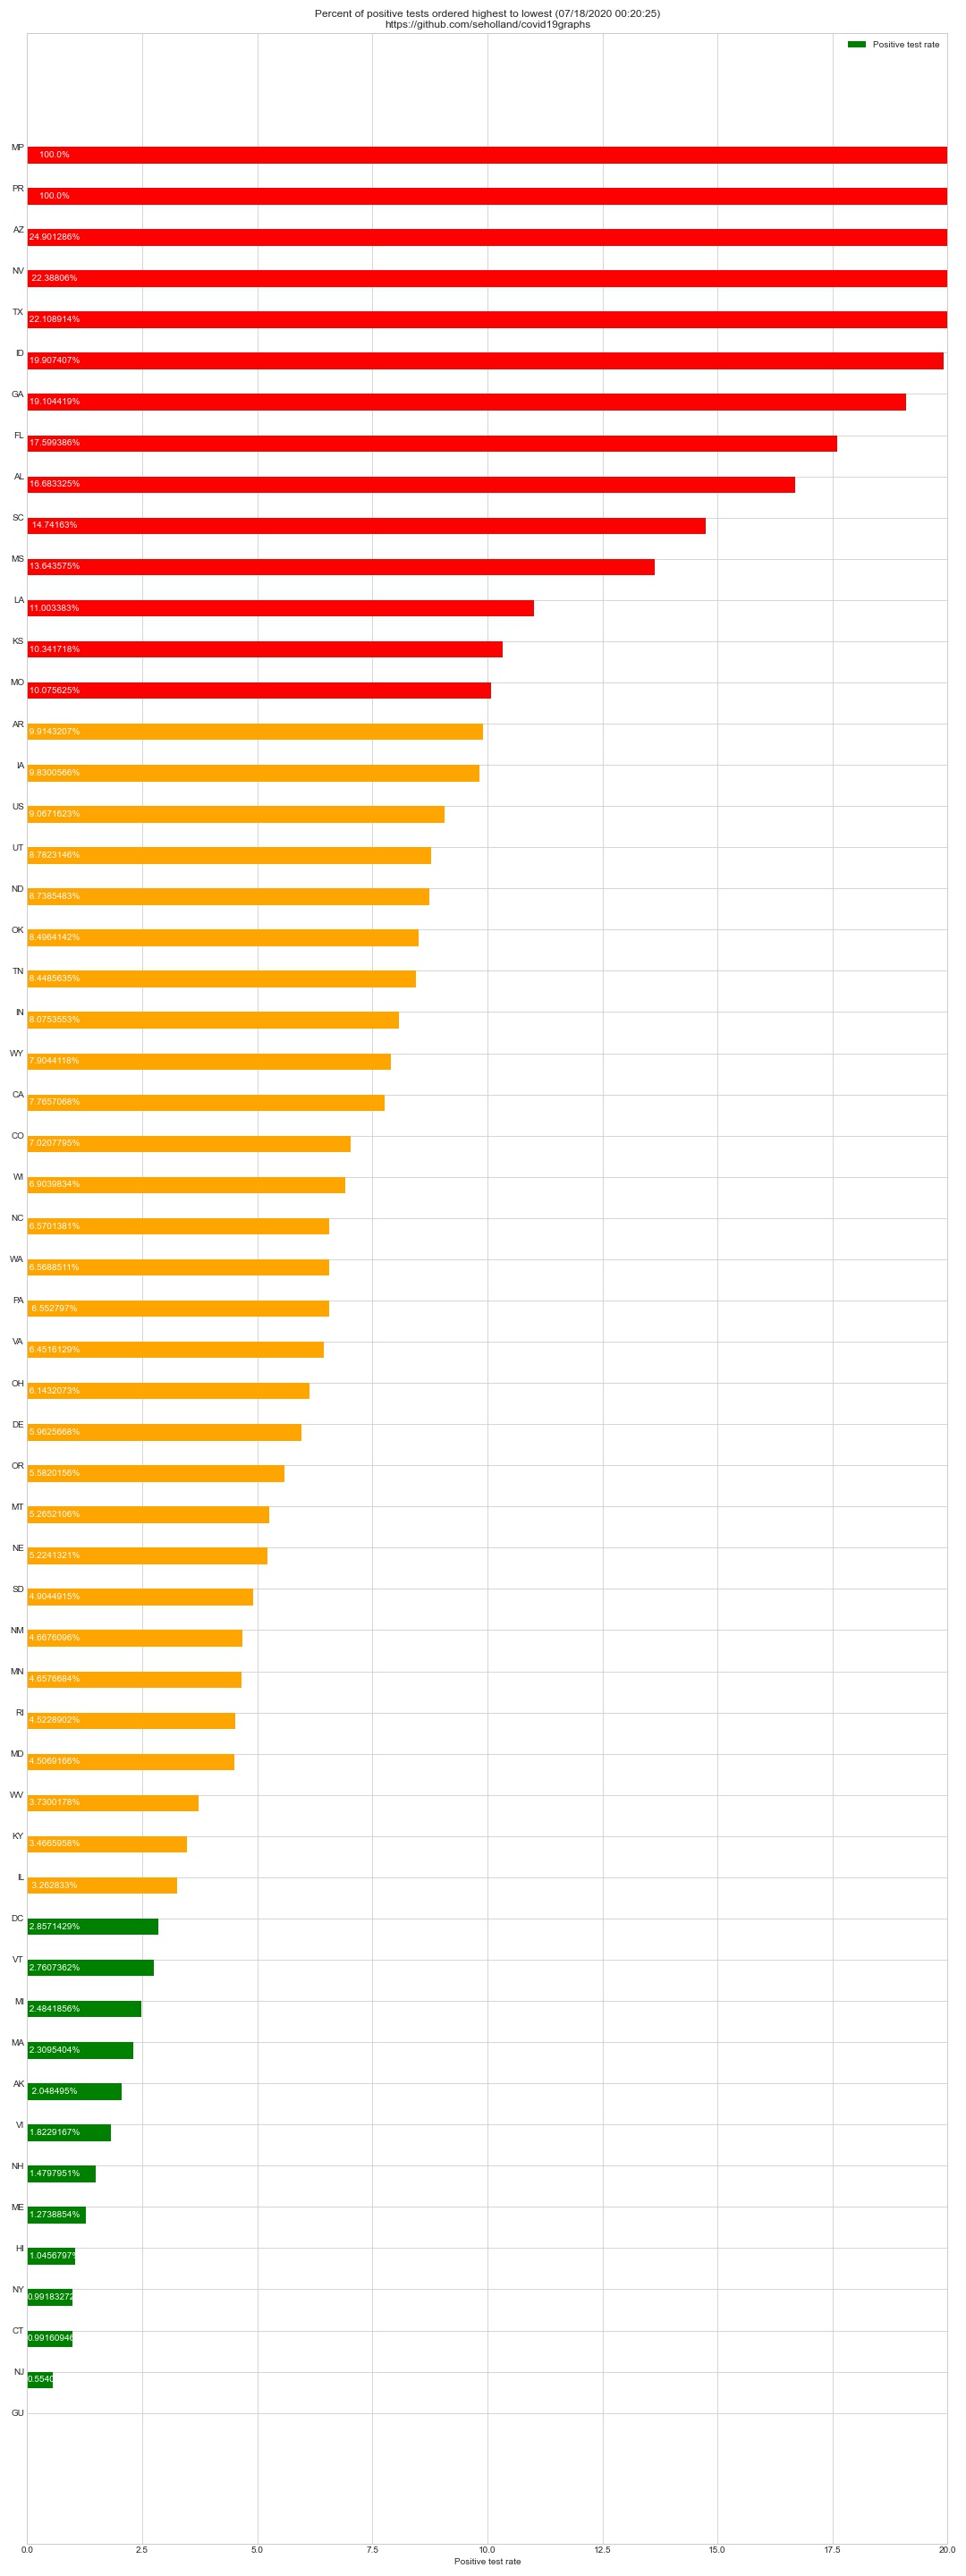 Percent of positive tests ordered highest to lowest (07/18/2020 00:20:25)
https://github.com/seholland/covid19graphs
Positive test rate
MP 100.0%
PR 100.0%
AZ 24.901286%
NV 22.38806%
TX 22.108914%
ID 19.907407%
GA 19.104419%
FL 17.599386%
AL 16.683325%
SC 14.74163%
MS 13.643575%
LA 11.003383%
KS 10.341718%
MO 10.075625%
AR 9.9143207%
IA 9.8300566%
US 9.0671623%
UT 8.7823146%
ND 8.7385483%
OK 8.4964142%
TN 8.4485635%
IN 8.0753553%
WY 7.9044118%
CA 7.7657068%
CO 7.0207795%
WI 6.9039834%
NC 6.5701381%
WA 6.5688511%
PA 6.552797%
VA 6.4516129%
OH 6.1432073%
DE 5.9625668%
OR 5.5820156%
MT 5.2652106%
NE 5.2241321%
SD 4.9044915%
NM 4.6676096%
MN 4.6576684%
RI 4.5228902%
MD 4.5069166%
WV 3.7300178%
KY 3.4665958%
IL 3.262833%
DC 2.8571429%
VT 2.7607362%
MI 2.4841856%
MA 2.3095404%
AK 2.048495%
VI 1.8229167%
NH 1.4797951%
ME 1.2738854%
HI 1.0456797%
NY 0.99183272
CT 0.99160946
NJ 0.5540
GU
0.0 2.5 5.0 7.5 10.0 12.5 15.0 17.5 20.0
Positive test rate